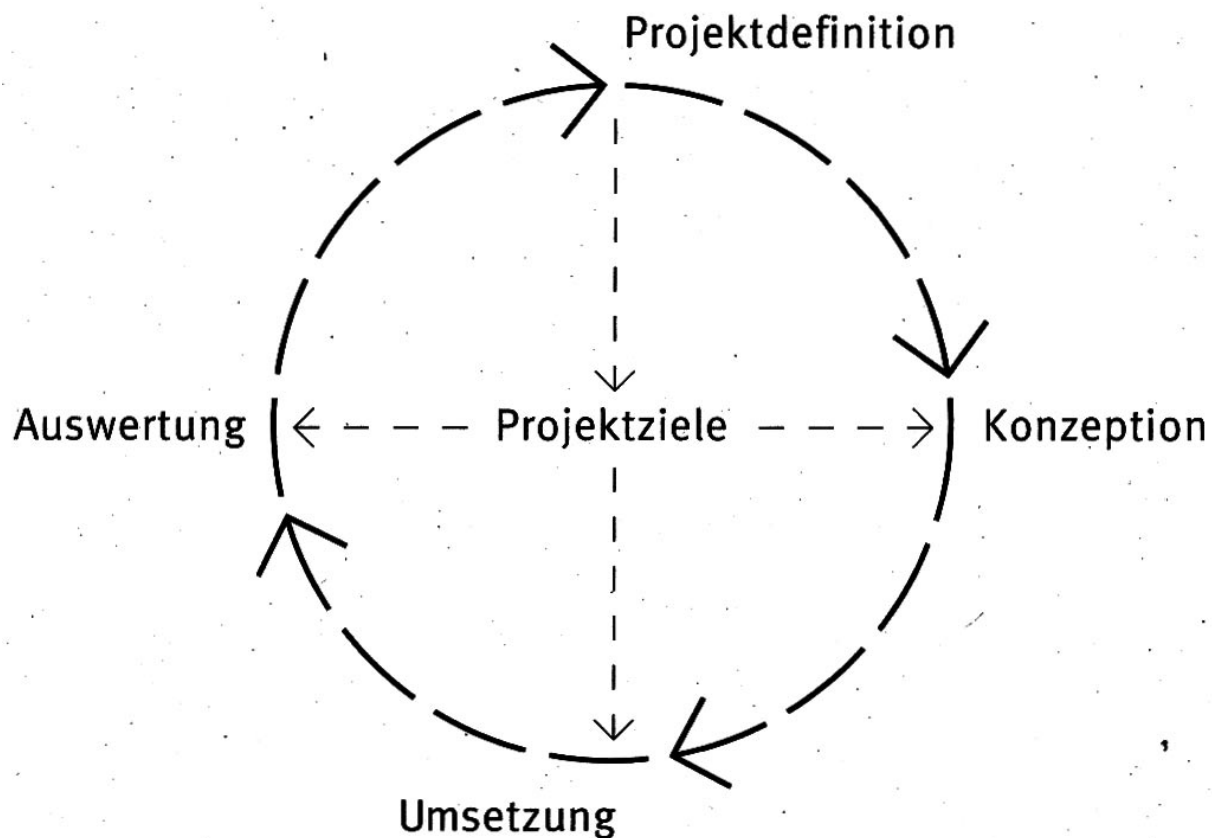 Projektdefinition
Auswertung
Projektziele
Konzeption
Umsetzung